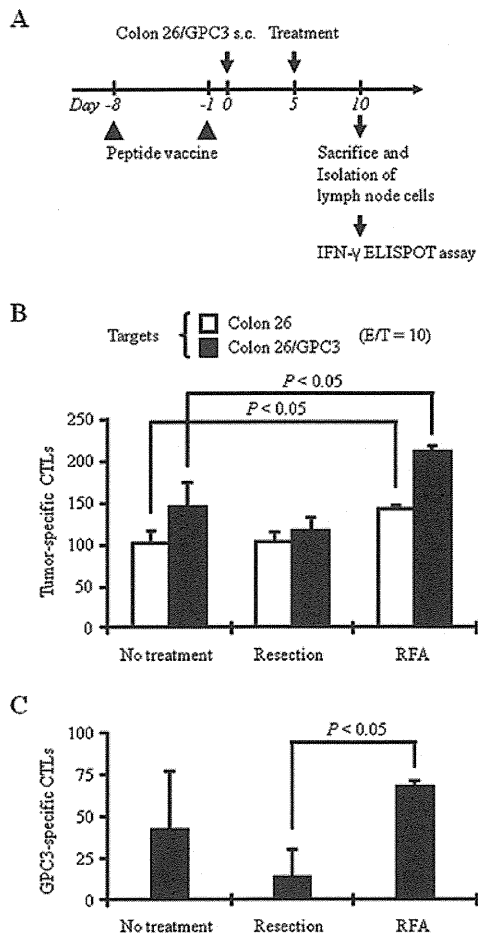 A
Colon 26/GPC3 s.c. Treatment
Day -8 -1 0 5 10
Peptide vaccine
Sacrifice and
Isolation of
lymph node cells
IFN-γ ELISPOT assay
B
Targets
Colon 26
Colon 26/GPC3
(E/T = 10)
P < 0.05
P < 0.05
Tumor-specific CTLs
250
200
150
100
50
0
No treatment Resection RFA
C
P < 0.05
GPC3-specific CTLs
100
75
50
25
0
No treatment Resection RFA